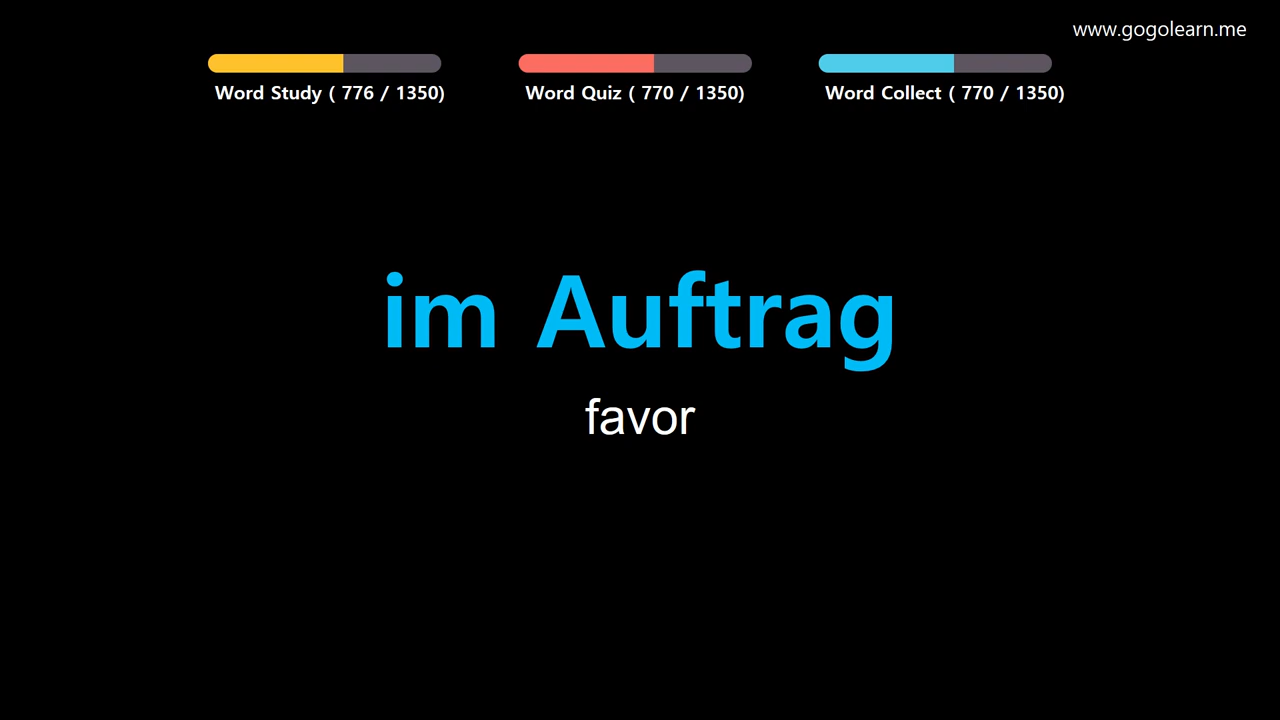 www.gogolearn.me
Word Study ( 776 / 1350)
Word Quiz ( 770 / 1350)
Word Collect ( 770 / 1350)
im Auftrag
favor